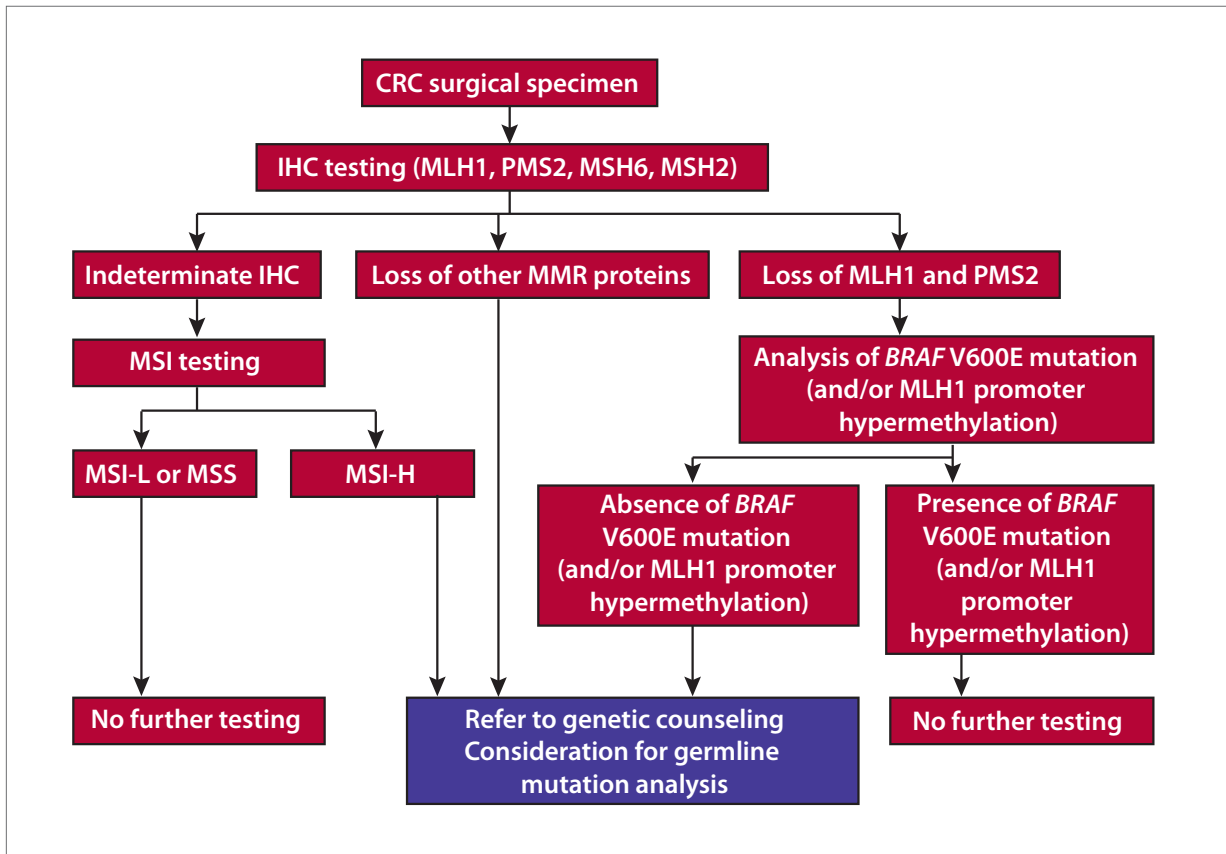 CRC surgical specimen
IHC testing (MLH1, PMS2, MSH6, MSH2)
Indeterminate IHC
Loss of other MMR proteins
Loss of MLH1 and PMS2
MSI testing
Analysis of BRAF V600E mutation
(and/or MLH1 promoter
hypermethylation)
MSI-L or MSS
MSI-H
Absence of BRAF
V600E mutation
(and/or MLH1 promoter
hypermethylation)
Presence of BRAF
V600E mutation
(and/or MLH1
promoter
hypermethylation)
No further testing
Refer to genetic counseling
Consideration for germline
mutation analysis
No further testing